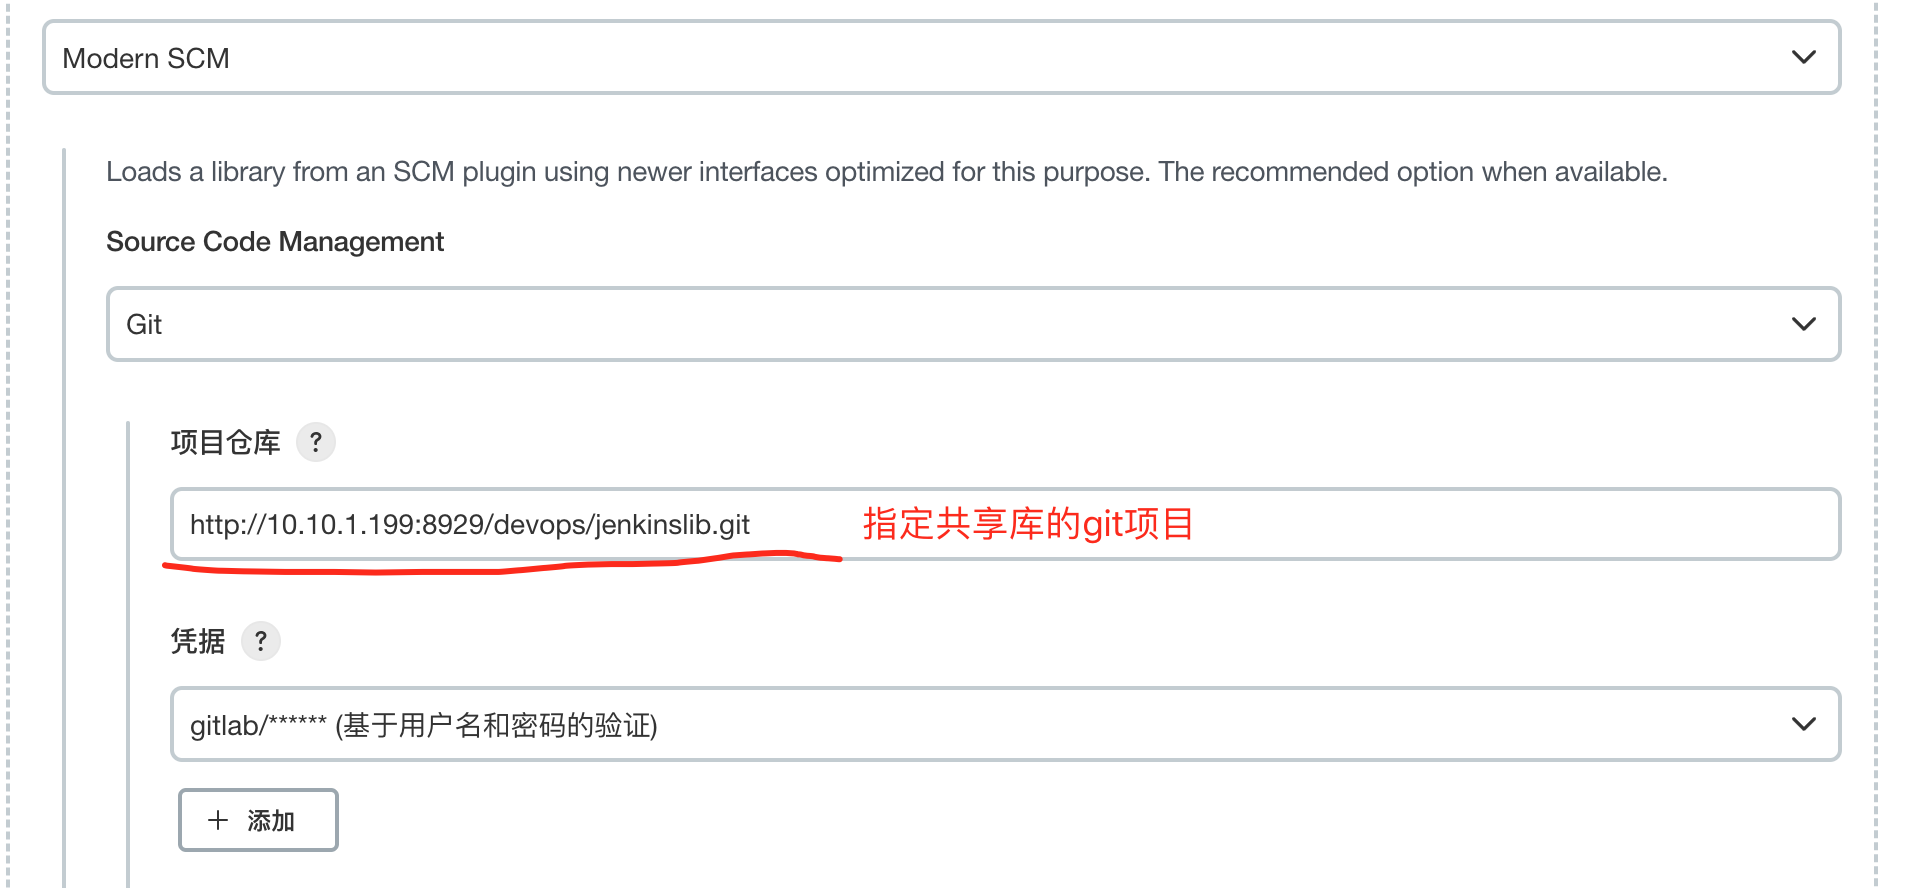 Modern SCM
Loads a library from an SCM plugin using newer interfaces optimized for this purpose. The recommended option when available.
Source Code Management
Git
项目仓库 ?
http://10.10.1.199:8929/devops/jenkinslib.git 指定共享库的git项目
凭据 ?
gitlab/****** (基于用户名和密码的验证)
+ 添加